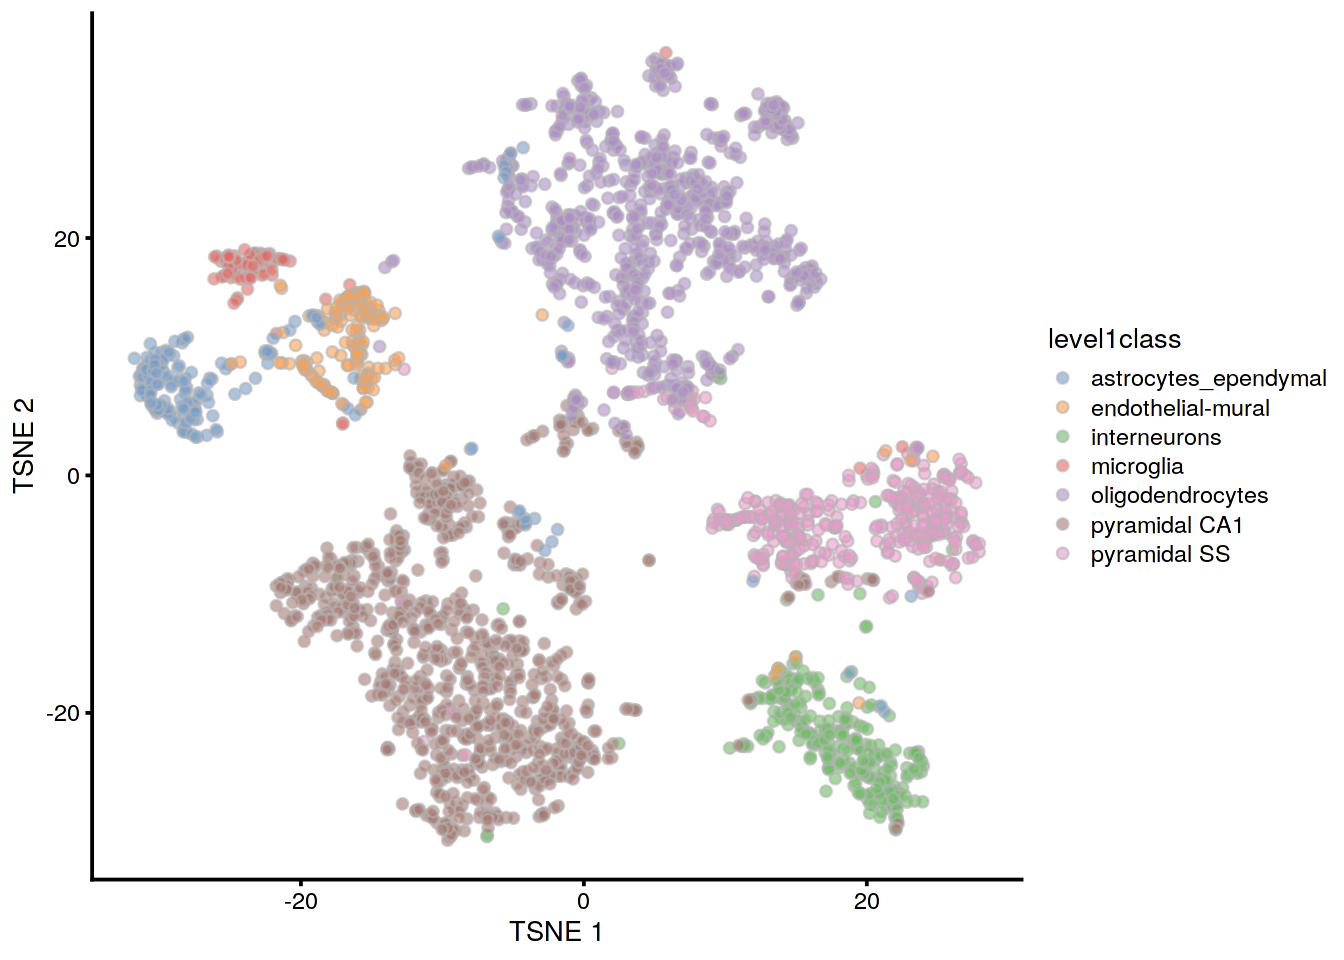 20
0
-20
-20
0
20
TSNE 1
TSNE 2
level1class
astrocytes_ependymal
endothelial-mural
interneurons
microglia
oligodendrocytes
pyramidal CA1
pyramidal SS